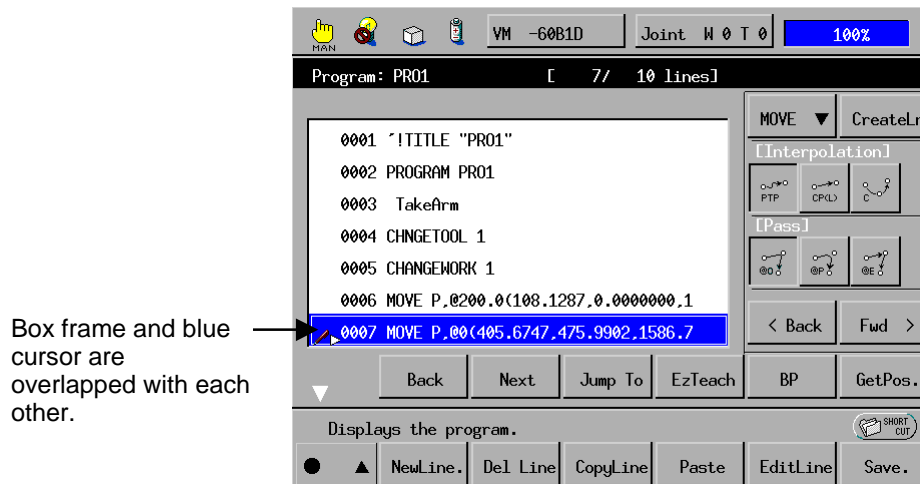 MAN
VM -60B1D
Joint W 0 T 0
100%
Program: PRO1 [ 7/ 10 lines]
MOVE ▼
CreateLn
0001 ´!TITLE "PRO1"
0002 PROGRAM PRO1
0003 TakeArm
0004 CHNGETOOL 1
0005 CHANGEWORK 1
0006 MOVE P,@200.0(108.1287,0.0000000,1
0007 MOVE P,@0(405.6747,475.9902,1586.7
[Interpolation]
PTP
CP(L)
C
[Pass]
@0
@P
@E
< Back
Fwd >
Box frame and blue
cursor are
overlapped with each
other.
Back
Next
Jump To
EzTeach
BP
GetPos.
Displays the program.
SHORT
CUT
NewLine.
Del Line
CopyLine
Paste
EditLine
Save.